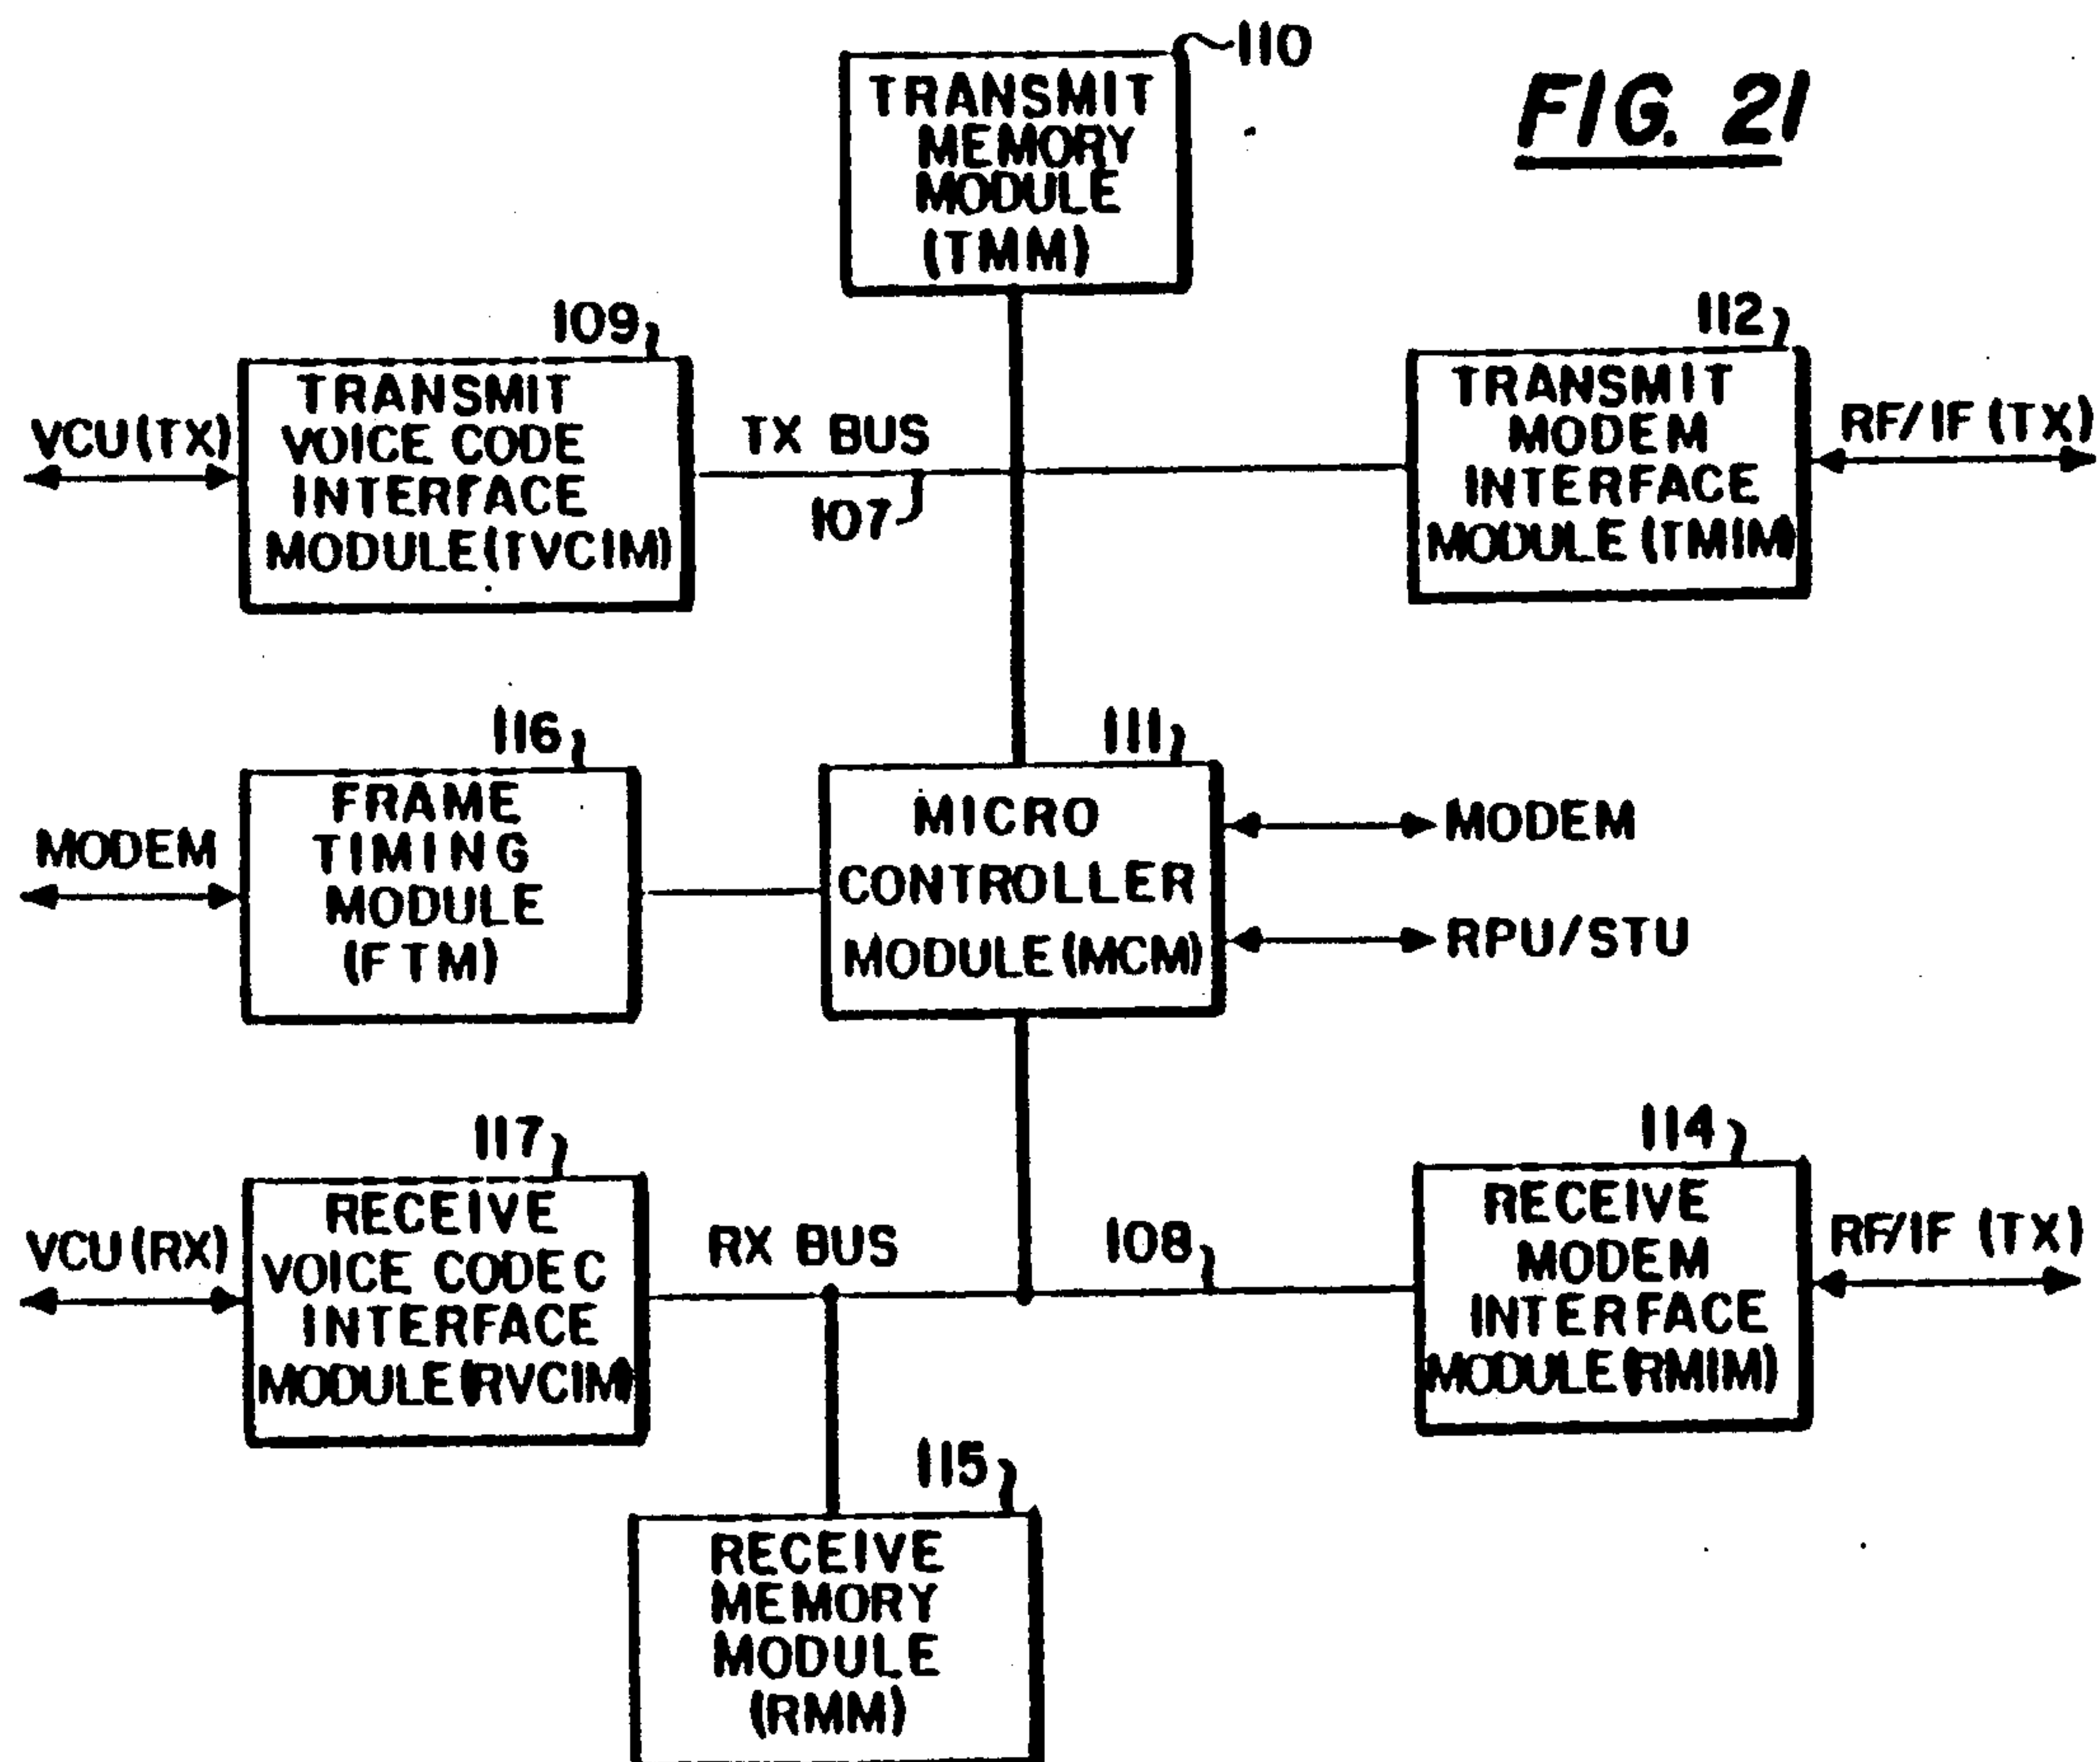 110
FIG. 21
TRANSMIT
MEMORY
MODULE
(TMM)
109
112
VCU (TX)
TRANSMIT
VOICE CODE
INTERFACE
MODULE (TVCIM)
TX BUS
107
TRANSMIT
MODEM
INTERFACE
MODULE (TMIM)
RF/IF (TX)
116
111
MODEM
FRAME
TIMING
MODULE
(FTM)
MICRO
CONTROLLER
MODULE (MCM)
MODEM
RPU/STU
117
114
VCU (RX)
RECEIVE
VOICE CODEC
INTERFACE
MODULE (RVCIM)
RX BUS
108
RECEIVE
MODEM
INTERFACE
MODULE (RMIM)
RF/IF (TX)
115
RECEIVE
MEMORY
MODULE
(RMM)